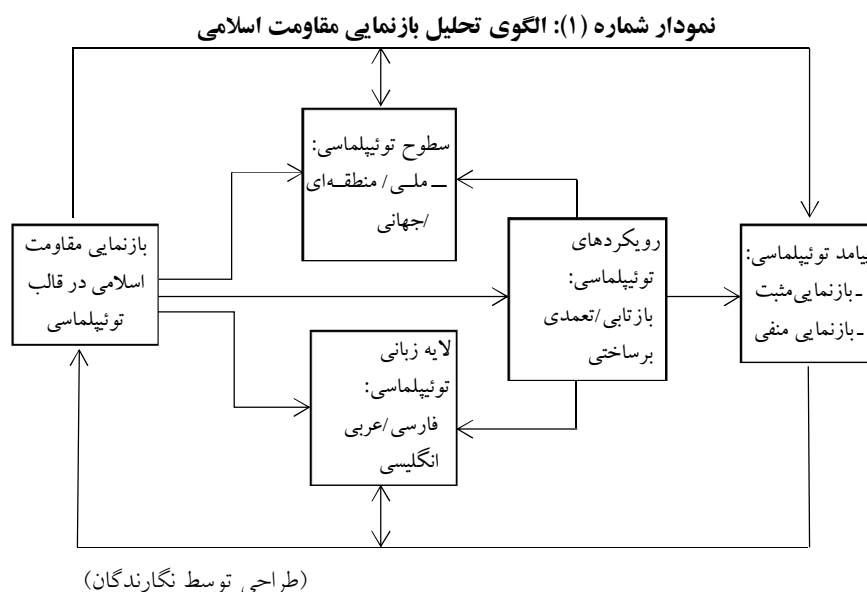 نمودار شماره (۱): الگوی تحلیل بازنمایی مقاومت اسلامی
بازنمایی مقاومت
اسلامی در قالب
توئیپلماسی
سطوح توئیپلماسی:
ـ ملـی/ منطقـه‌ای
/جهانی
لایه زبانی
توئیپلماسی:
فارسی/عربی
انگلیسی
رویکردهای
توئیپلماسی:
بازتابی/تعمدی
برساختی
پیامد توئیپلماسی:
ـ بازنمایی مثبت
ـ بازنمایی منفی
(طراحی توسط نگارندگان)